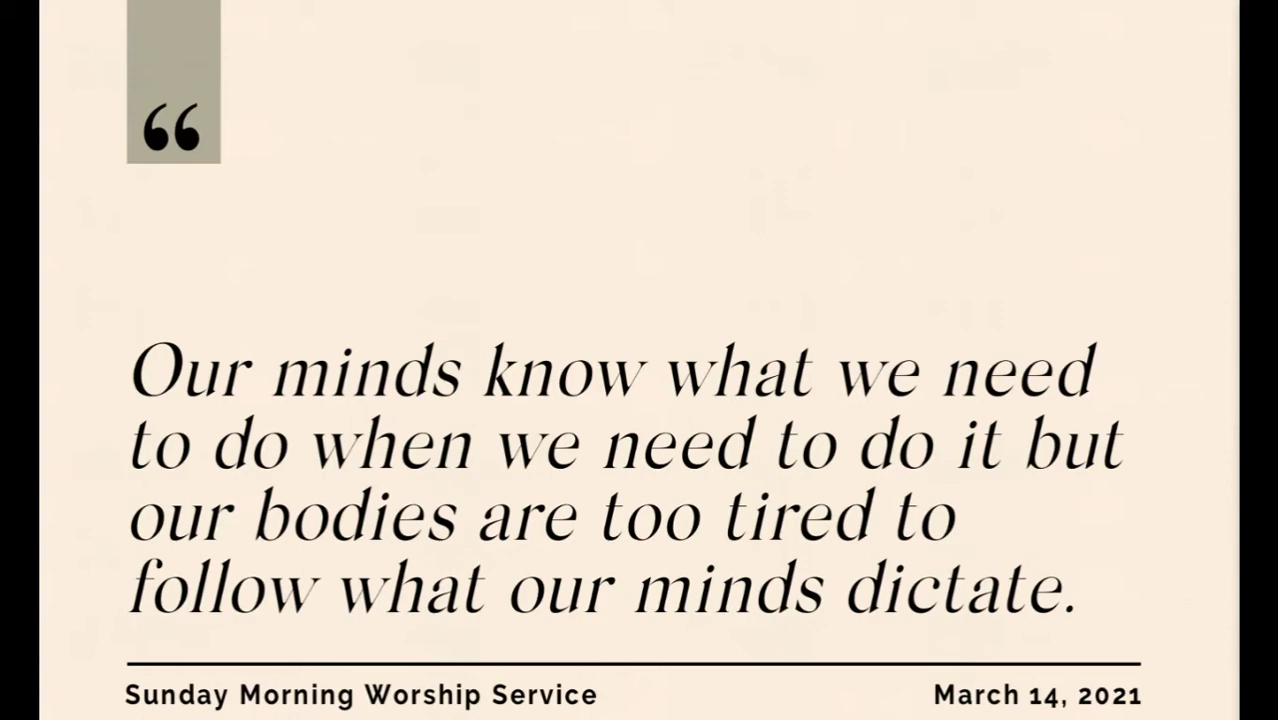 “
Our minds know what we need
to do when we need to do it but
our bodies are too tired to
follow what our minds dictate.
Sunday Morning Worship Service
March 14, 2021